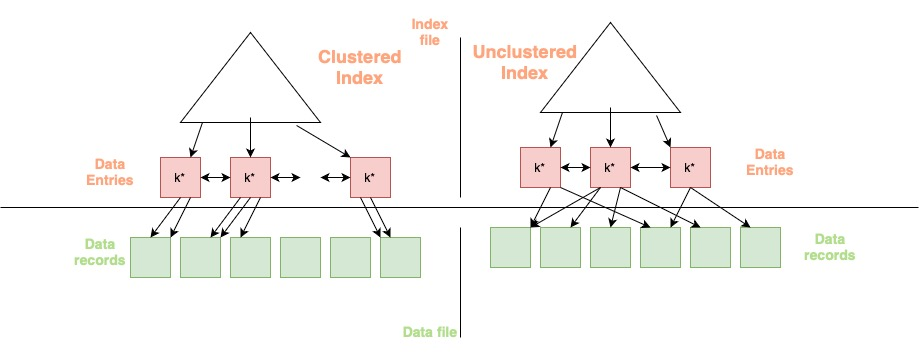 Index
file
Clustered
Index
Unclustered
Index
Data
Entries
k*
k*
k*
k*
k*
k*
Data
Entries
Data
records
Data
records
Data file